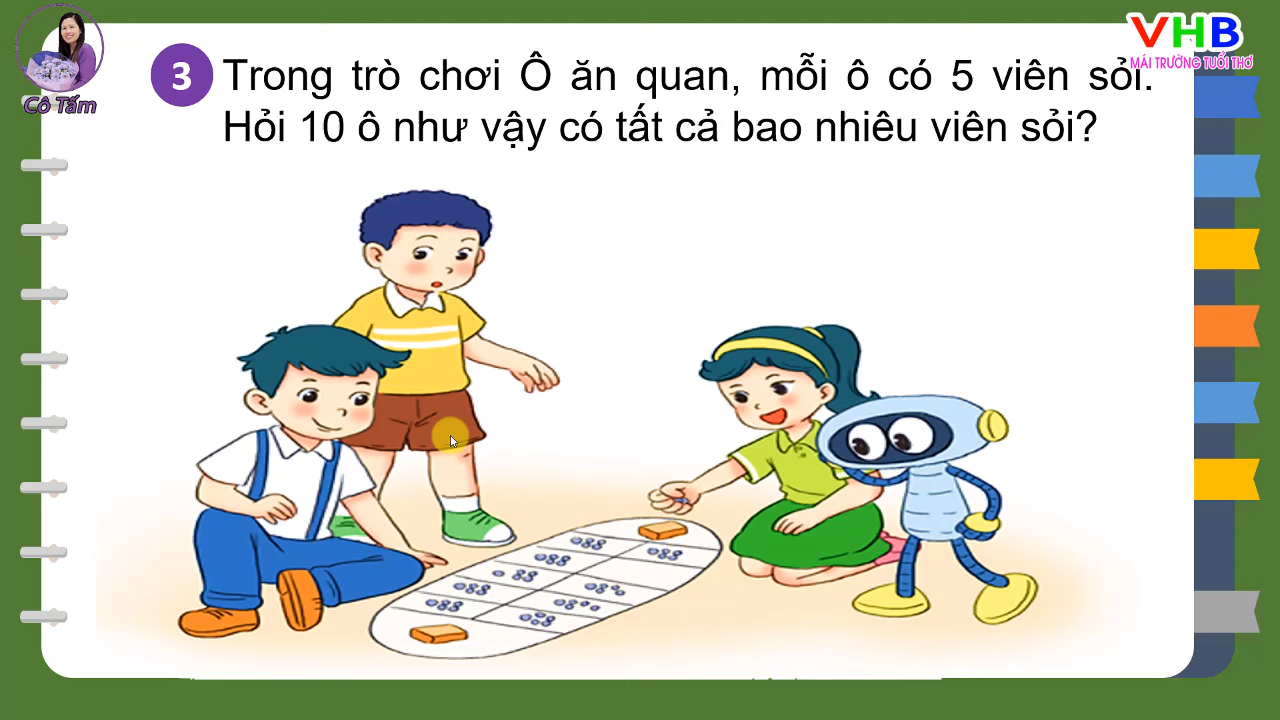 VHB
MÁI TRƯỜNG TUỔI THƠ
Cô Tấm
3 Trong trò chơi Ô ăn quan, mỗi ô có 5 viên sỏi.
Hỏi 10 ô như vậy có tất cả bao nhiêu viên sỏi?